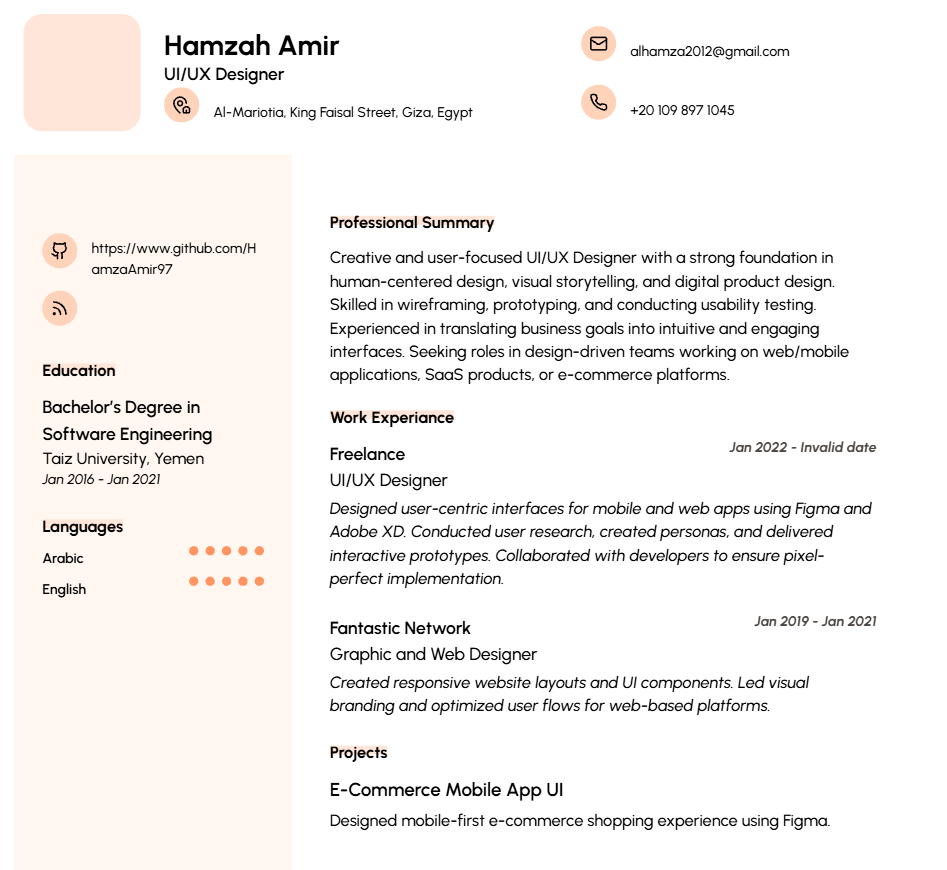 Hamzah Amir
UI/UX Designer
Al-Mariotia, King Faisal Street, Giza, Egypt
alhamza2012@gmail.com
+20 109 897 1045
https://www.github.com/H
amzaAmir97
Education
Bachelor's Degree in
Software Engineering
Taiz University, Yemen
Jan 2016 - Jan 2021
Languages
Arabic
English
Professional Summary
Creative and user-focused UI/UX Designer with a strong foundation in
human-centered design, visual storytelling, and digital product design.
Skilled in wireframing, prototyping, and conducting usability testing.
Experienced in translating business goals into intuitive and engaging
interfaces. Seeking roles in design-driven teams working on web/mobile
applications, SaaS products, or e-commerce platforms.
Work Experiance
Freelance
Jan 2022 - Invalid date
UI/UX Designer
Designed user-centric interfaces for mobile and web apps using Figma and
Adobe XD. Conducted user research, created personas, and delivered
interactive prototypes. Collaborated with developers to ensure pixel-
perfect implementation.
Fantastic Network
Jan 2019 - Jan 2021
Graphic and Web Designer
Created responsive website layouts and UI components. Led visual
branding and optimized user flows for web-based platforms.
Projects
E-Commerce Mobile App UI
Designed mobile-first e-commerce shopping experience using Figma.